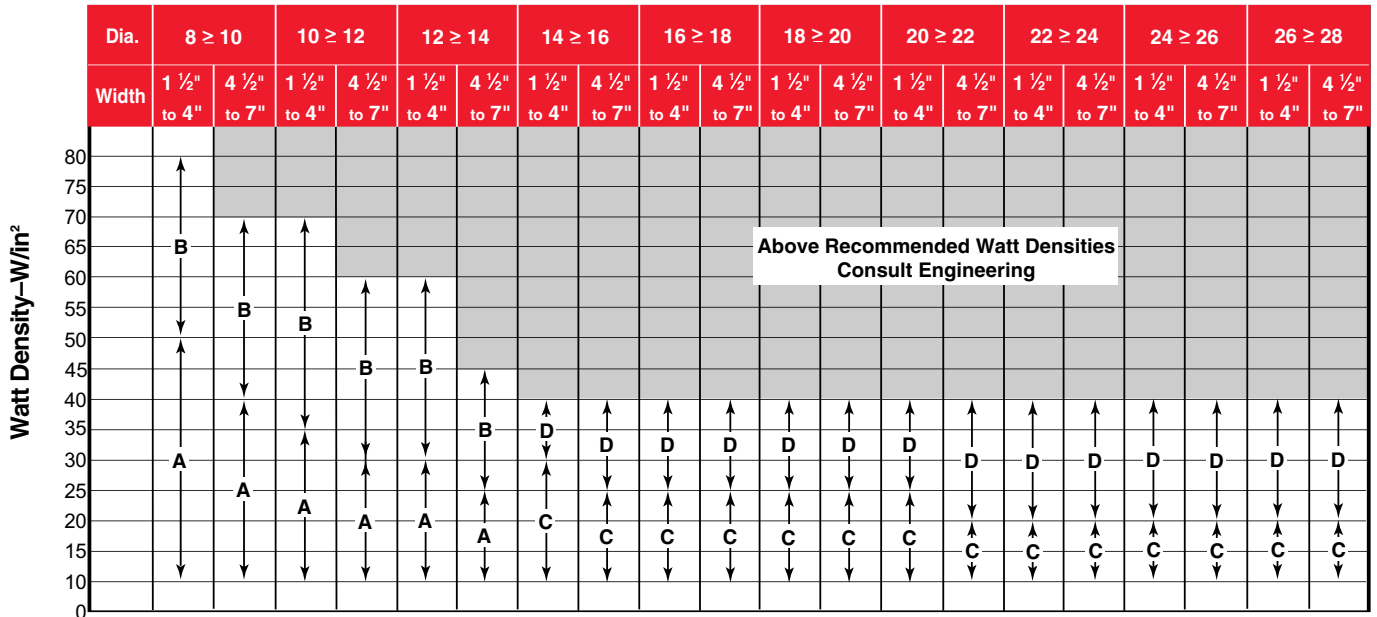 Dia. 8 ≥ 10 10 ≥ 12 12 ≥ 14 14 ≥ 16 16 ≥ 18 18 ≥ 20 20 ≥ 22 22 ≥ 24 24 ≥ 26 26 ≥ 28
Width 1 ½" to 4" 4 ½" to 7" 1 ½" to 4" 4 ½" to 7" 1 ½" to 4" 4 ½" to 7" 1 ½" to 4" 4 ½" to 7" 1 ½" to 4" 4 ½" to 7" 1 ½" to 4" 4 ½" to 7" 1 ½" to 4" 4 ½" to 7" 1 ½" to 4" 4 ½" to 7" 1 ½" to 4" 4 ½" to 7" 1 ½" to 4" 4 ½" to 7"
Watt Density–W/in²
80
75
70
65 B
Above Recommended Watt Densities
Consult Engineering
60
55 B B
50
45 B B
40
35 B D D D D D D D
30 A D D D D D D D
25 A A
20 A A C
15 A C C C C C C C C C C C C C
10
0